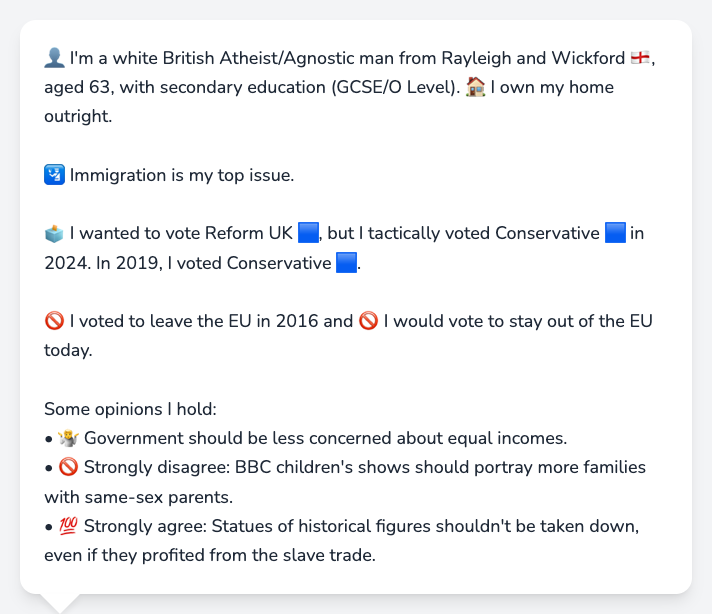 👤 I'm a white British Atheist/Agnostic man from Rayleigh and Wickford 🏴󠁧󠁢󠁥󠁮󠁧󠁿,
aged 63, with secondary education (GCSE/O Level). 🏠 I own my home
outright.
🛂 Immigration is my top issue.
🗳️ I wanted to vote Reform UK 🟦, but I tactically voted Conservative 🟦 in
2024. In 2019, I voted Conservative 🟦.
🚫 I voted to leave the EU in 2016 and 🚫 I would vote to stay out of the EU
today.
Some opinions I hold:
• 🤷 Government should be less concerned about equal incomes.
• 🚫 Strongly disagree: BBC children's shows should portray more families
with same-sex parents.
• 💯 Strongly agree: Statues of historical figures shouldn't be taken down,
even if they profited from the slave trade.